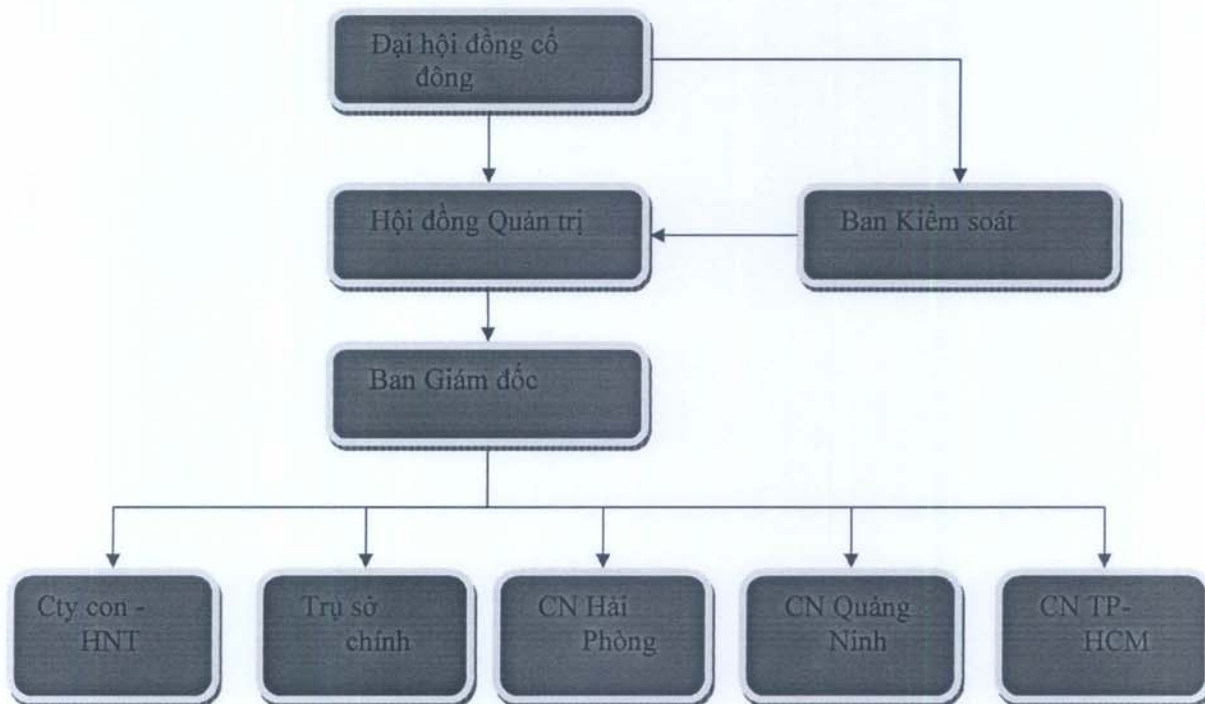 Đại hội đồng cổ
đông
Hội đồng Quản trị
Ban Kiểm soát
Ban Giám đốc
Cty con -
HNT
Trụ sở
chính
CN Hải
Phòng
CN Quảng
Ninh
CN TP-
HCM